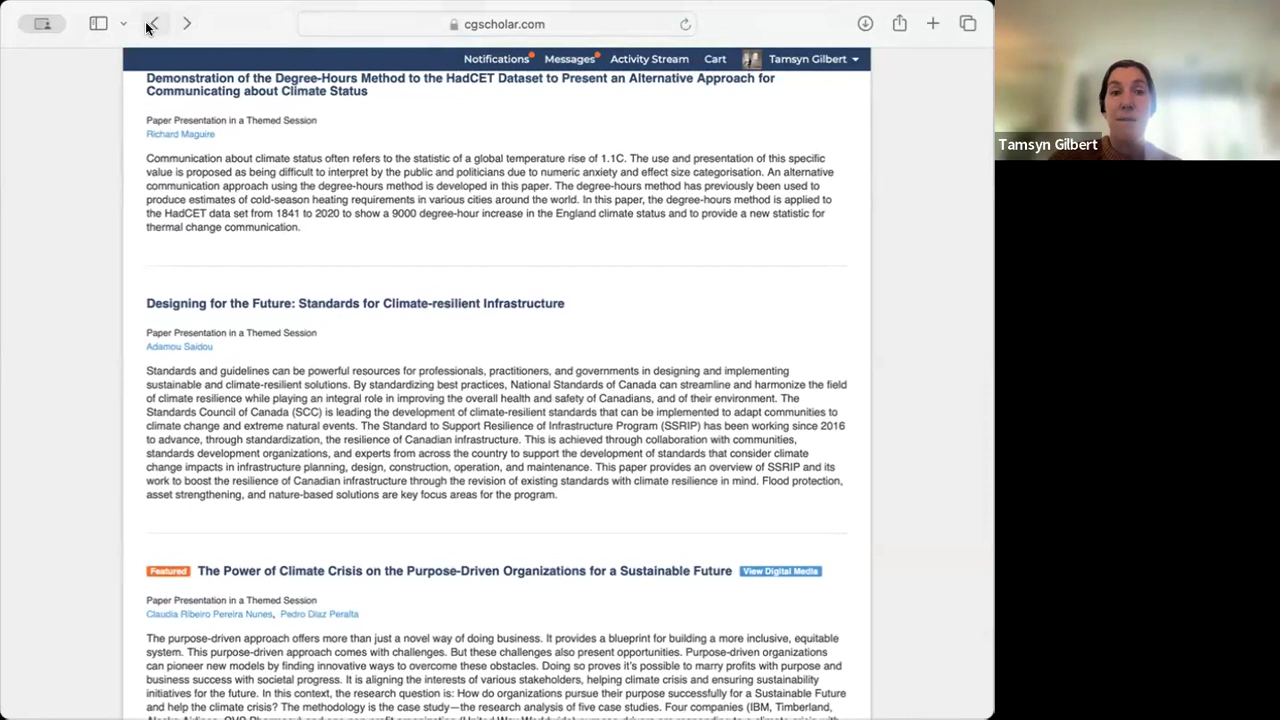 cgscholar.com
Notifications Messages Activity Stream Cart Tamsyn Gilbert
Demonstration of the Degree-Hours Method to the HadCET Dataset to Present an Alternative Approach for
Communicating about Climate Status
Paper Presentation in a Themed Session
Richard Maguire
Communication about climate status often refers to the statistic of a global temperature rise of 1.1C. The use and presentation of this specific
value is proposed as being difficult to interpret by the public and politicians due to numeric anxiety and effect size categorisation. An alternative
communication approach using the degree-hours method is developed in this paper. The degree-hours method has previously been used to
produce estimates of cold-season heating requirements in various cities around the world. In this paper, the degree-hours method is applied to
the HadCET data set from 1841 to 2020 to show a 9000 degree-hour increase in the England climate status and to provide a new statistic for
thermal change communication.
Designing for the Future: Standards for Climate-resilient Infrastructure
Paper Presentation in a Themed Session
Adamou Saidou
Standards and guidelines can be powerful resources for professionals, practitioners, and governments in designing and implementing
sustainable and climate-resilient solutions. By standardizing best practices, National Standards of Canada can streamline and harmonize the field
of climate resilience while playing an integral role in improving the overall health and safety of Canadians, and of their environment. The
Standards Council of Canada (SCC) is leading the development of climate-resilient standards that can be implemented to adapt communities to
climate change and extreme natural events. The Standard to Support Resilience of Infrastructure Program (SSRIP) has been working since 2016
to advance, through standardization, the resilience of Canadian infrastructure. This is achieved through collaboration with communities,
standards development organizations, and experts from across the country to support the development of standards that consider climate
change impacts in infrastructure planning, design, construction, operation, and maintenance. This paper provides an overview of SSRIP and its
work to boost the resilience of Canadian infrastructure through the revision of existing standards with climate resilience in mind. Flood protection,
asset strengthening, and nature-based solutions are key focus areas for the program.
Featured The Power of Climate Crisis on the Purpose-Driven Organizations for a Sustainable Future View Digital Media
Paper Presentation in a Themed Session
Claudia Ribeiro Pereira Nunes, Pedro Diaz Peralta
The purpose-driven approach offers more than just a novel way of doing business. It provides a blueprint for building a more inclusive, equitable
system. This purpose-driven approach comes with challenges. But these challenges also present opportunities. Purpose-driven organizations
can pioneer new models by finding innovative ways to overcome these obstacles. Doing so proves it's possible to marry profits with purpose and
business success with societal progress. It is aligning the interests of various stakeholders, helping climate crisis and ensuring sustainability
initiatives for the future. In this context, the research question is: How do organizations pursue their purpose successfully for a Sustainable Future
and help the climate crisis? The methodology is the case study—the research analysis of five case studies. Four companies (IBM, Timberland,
Tamsyn Gilbert